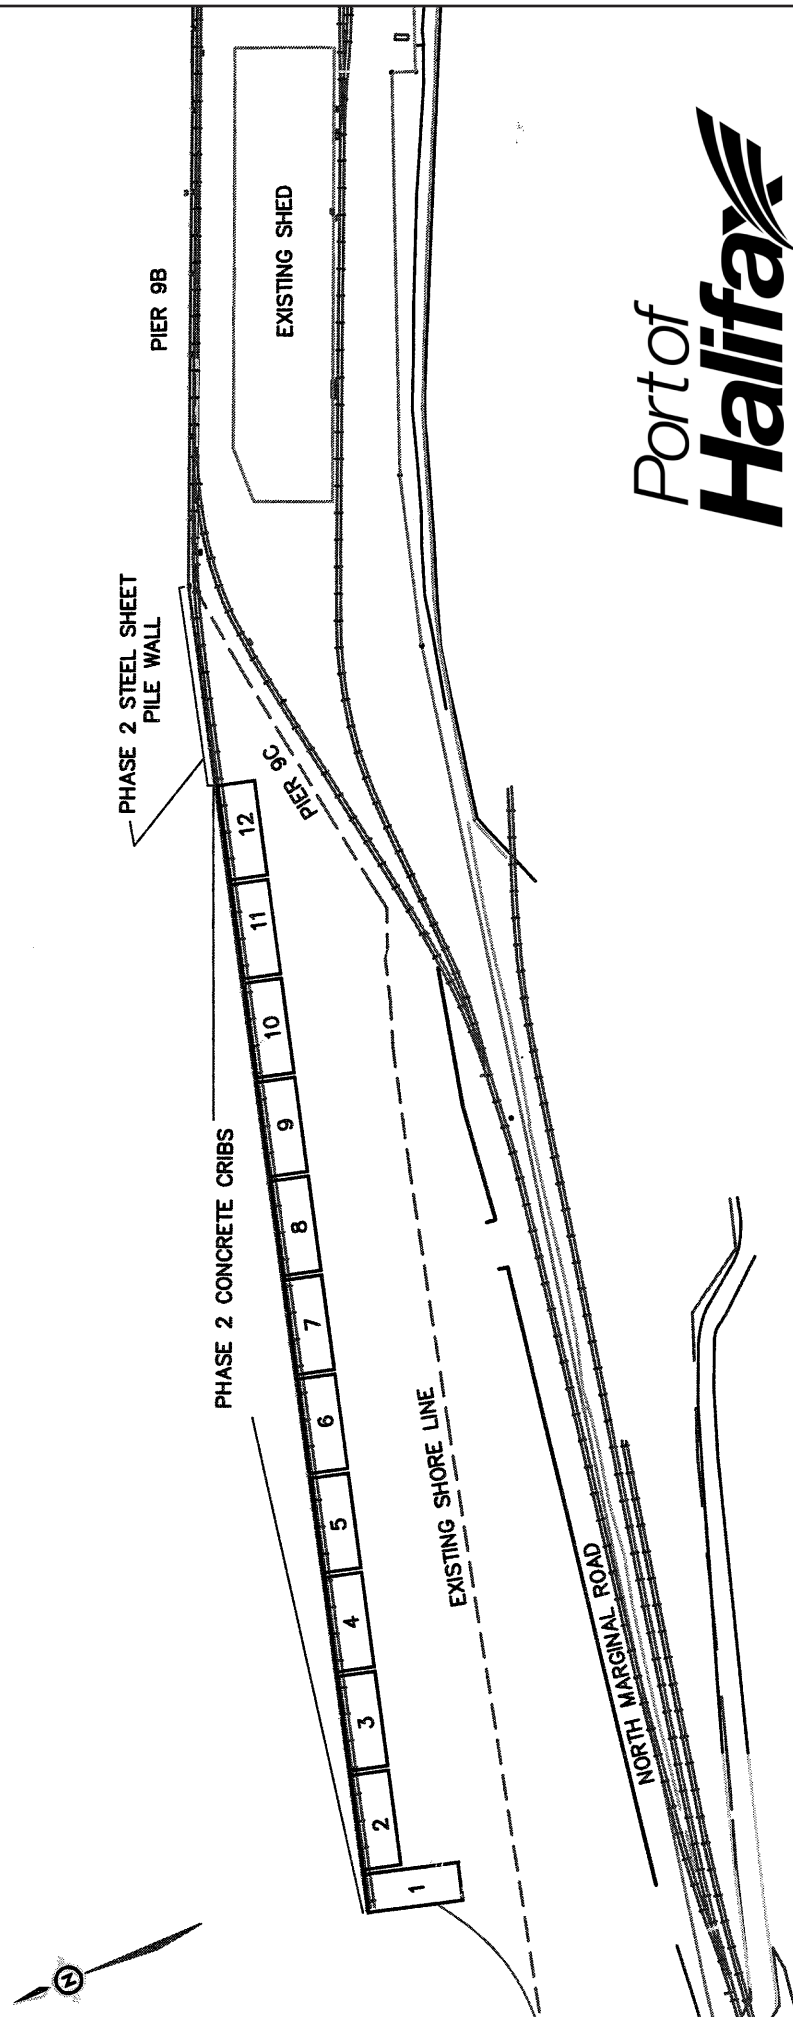 PIER 9B
EXISTING SHED
Port of
Halifax
PHASE 2 STEEL SHEET
PILE WALL
PIER 9C
12
11
10
9
8
7
6
5
4
3
2
1
PHASE 2 CONCRETE CRIBS
EXISTING SHORE LINE
NORTH MARGINAL ROAD
N